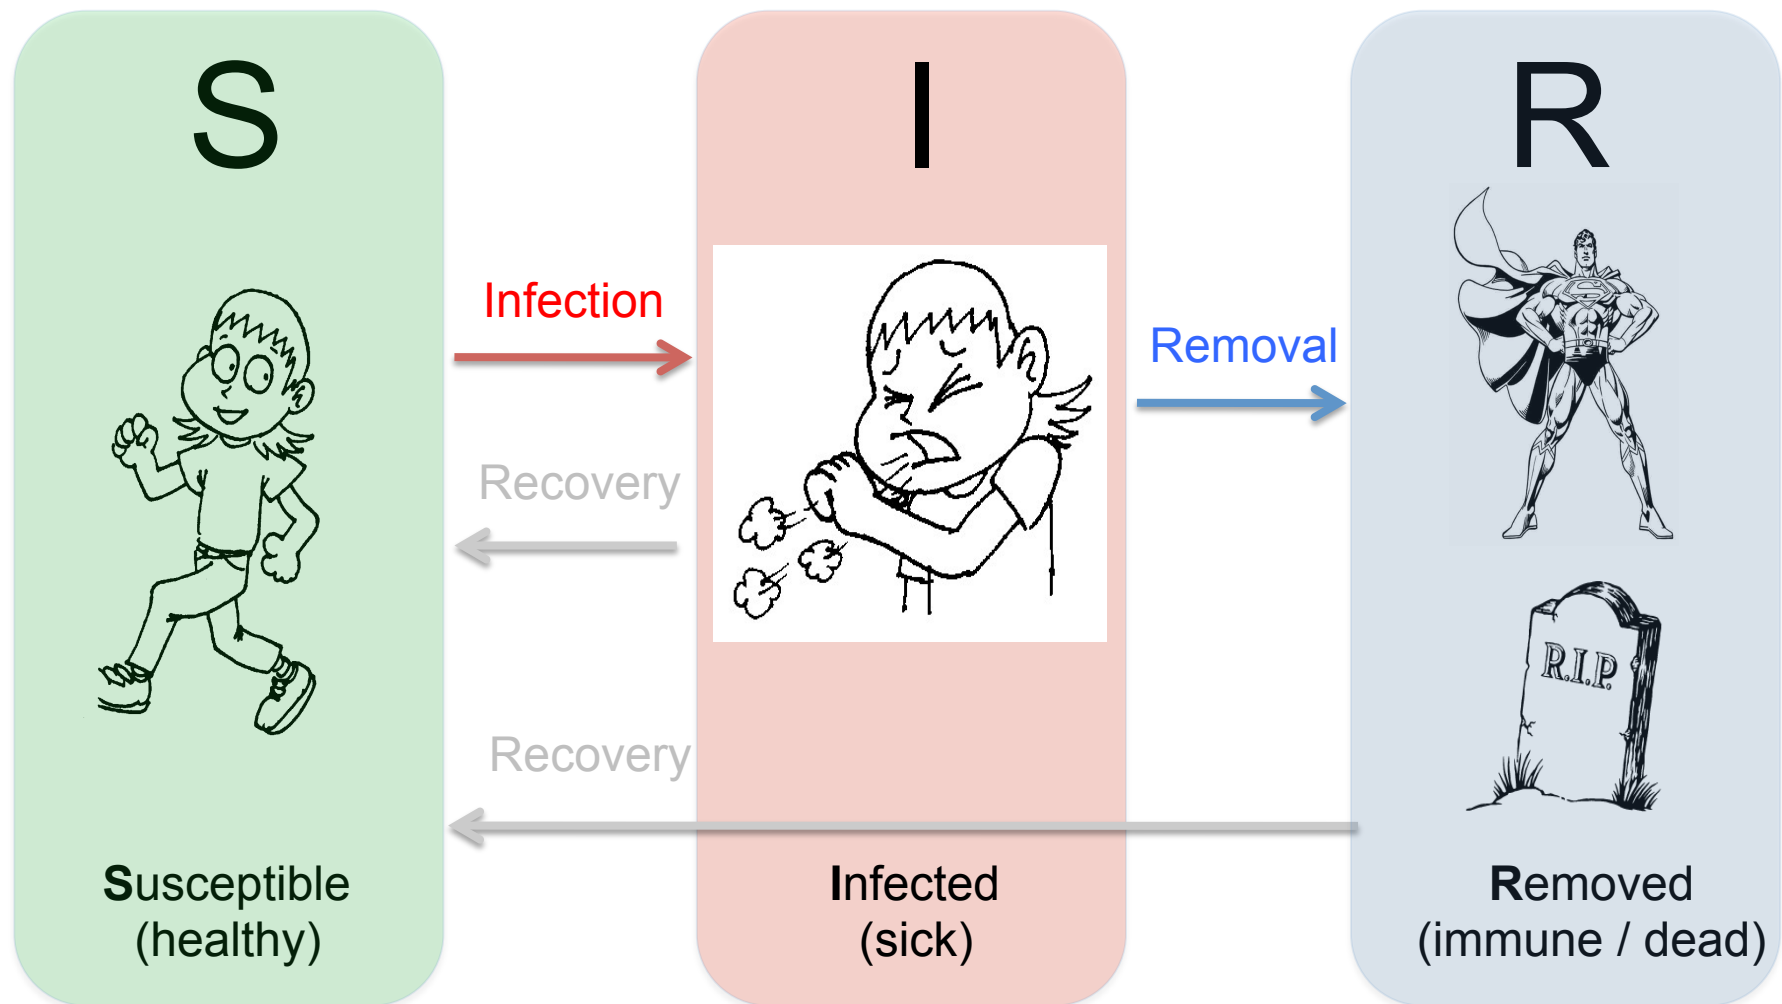 S
I
R
Infection
Removal
Recovery
R.I.P.
Recovery
Susceptible
(healthy)
Infected
(sick)
Removed
(immune / dead)
S